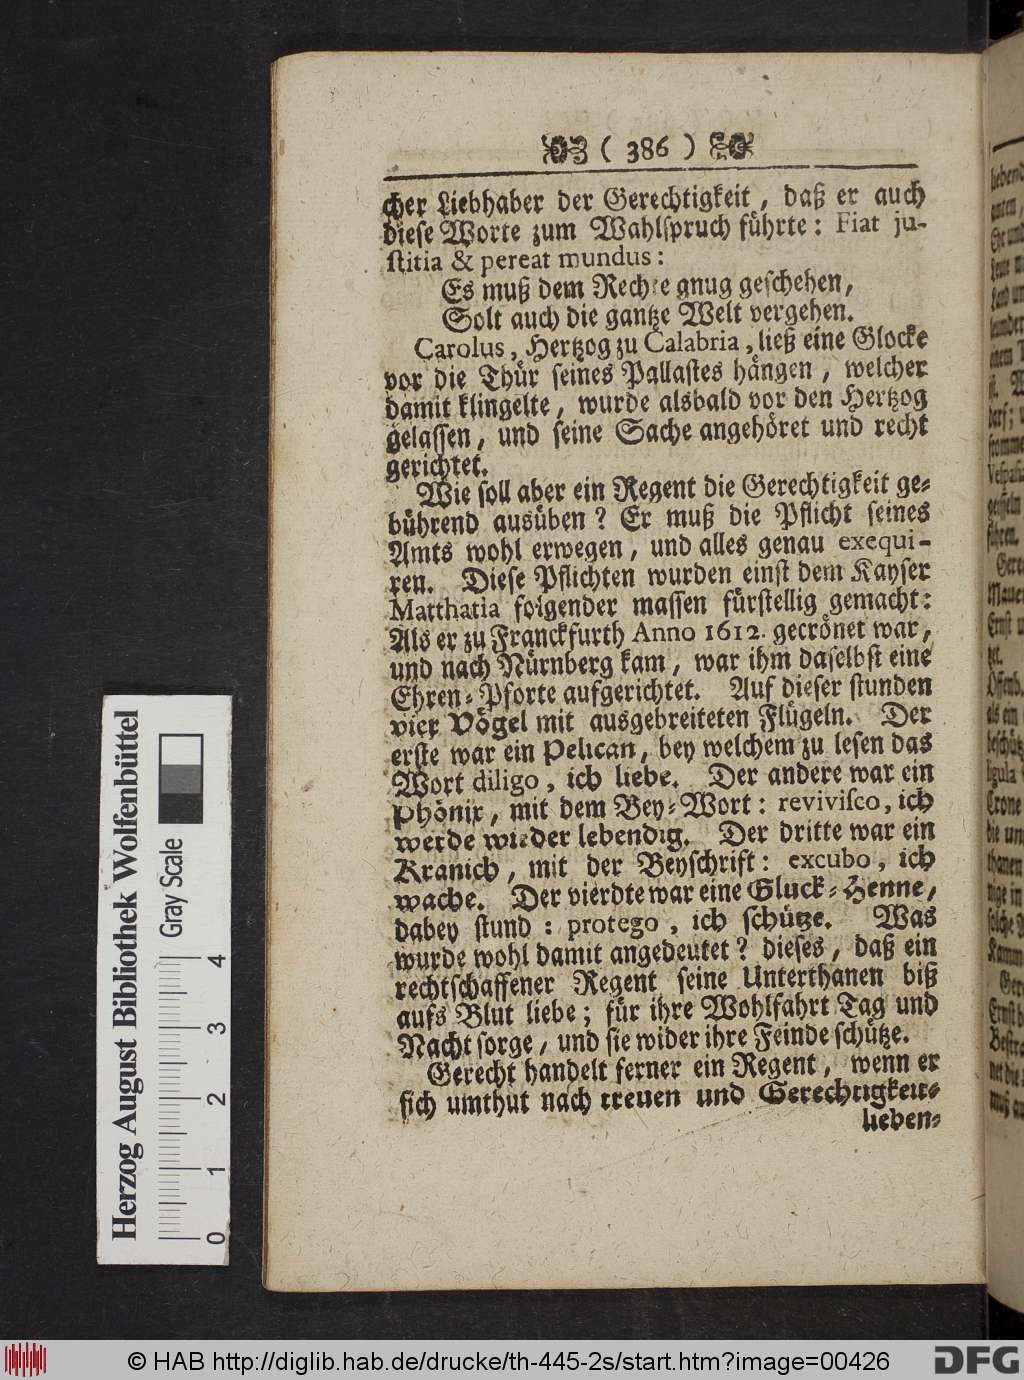 ( 386 )
cher Liebhaber der Gerechtigkeit, daß er auch
diese Worte zum Wahlspruch führte: Fiat ju-
stitia & pereat mundus:
Es muß dem Rechte gnug geschehen,
Solt auch die gantze Welt vergehen.
Carolus, Hertzog zu Calabria, ließ eine Glocke
vor die Thür seines Pallastes hängen, welcher
damit klingelte, wurde alsbald vor den Hertzog
gelassen, und seine Sache angehöret und recht
gerichtet.
Wie soll aber ein Regent die Gerechtigkeit ge-
bührend ausüben? Er muß die Pflicht seines
Amts wohl erwegen, und alles genau exequi-
ren. Diese Pflichten wurden einst dem Kayser
Matthatia folgender massen fürstellig gemacht:
Als er zu Franckfurth Anno 1612. gecrönet war,
und nach Nürnberg kam, war ihm daselbst eine
Ehren-Pforte aufgerichtet. Auf dieser stunden
vier Vögel mit ausgebreiteten Flügeln. Der
erste war ein Pelican, bey welchem zu lesen das
Wort diligo, ich liebe. Der andere war ein
Phönix, mit dem Bey-Wort: revivisco, ich
werde wieder lebendig. Der dritte war ein
Kranich, mit der Beyschrift: excubo, ich
wache. Der vierdte war eine Gluck-Henne,
dabey stund: protego, ich schütze. Was
wurde wohl damit angedeutet? dieses, daß ein
rechtschaffener Regent seine Unterthanen biß
aufs Blut liebe; für ihre Wohlfahrt Tag und
Nacht sorge, und sie wider ihre Feinde schütze.
Gerecht handelt ferner ein Regent, wenn er
sich umthut nach treuen und Gerechtigkeit-
lieben-
Herzog August Bibliothek Wolfenbüttel
Gray Scale
0 1 2 3 4
© HAB http://diglib.hab.de/drucke/th-445-2s/start.htm?image=00426
DFG